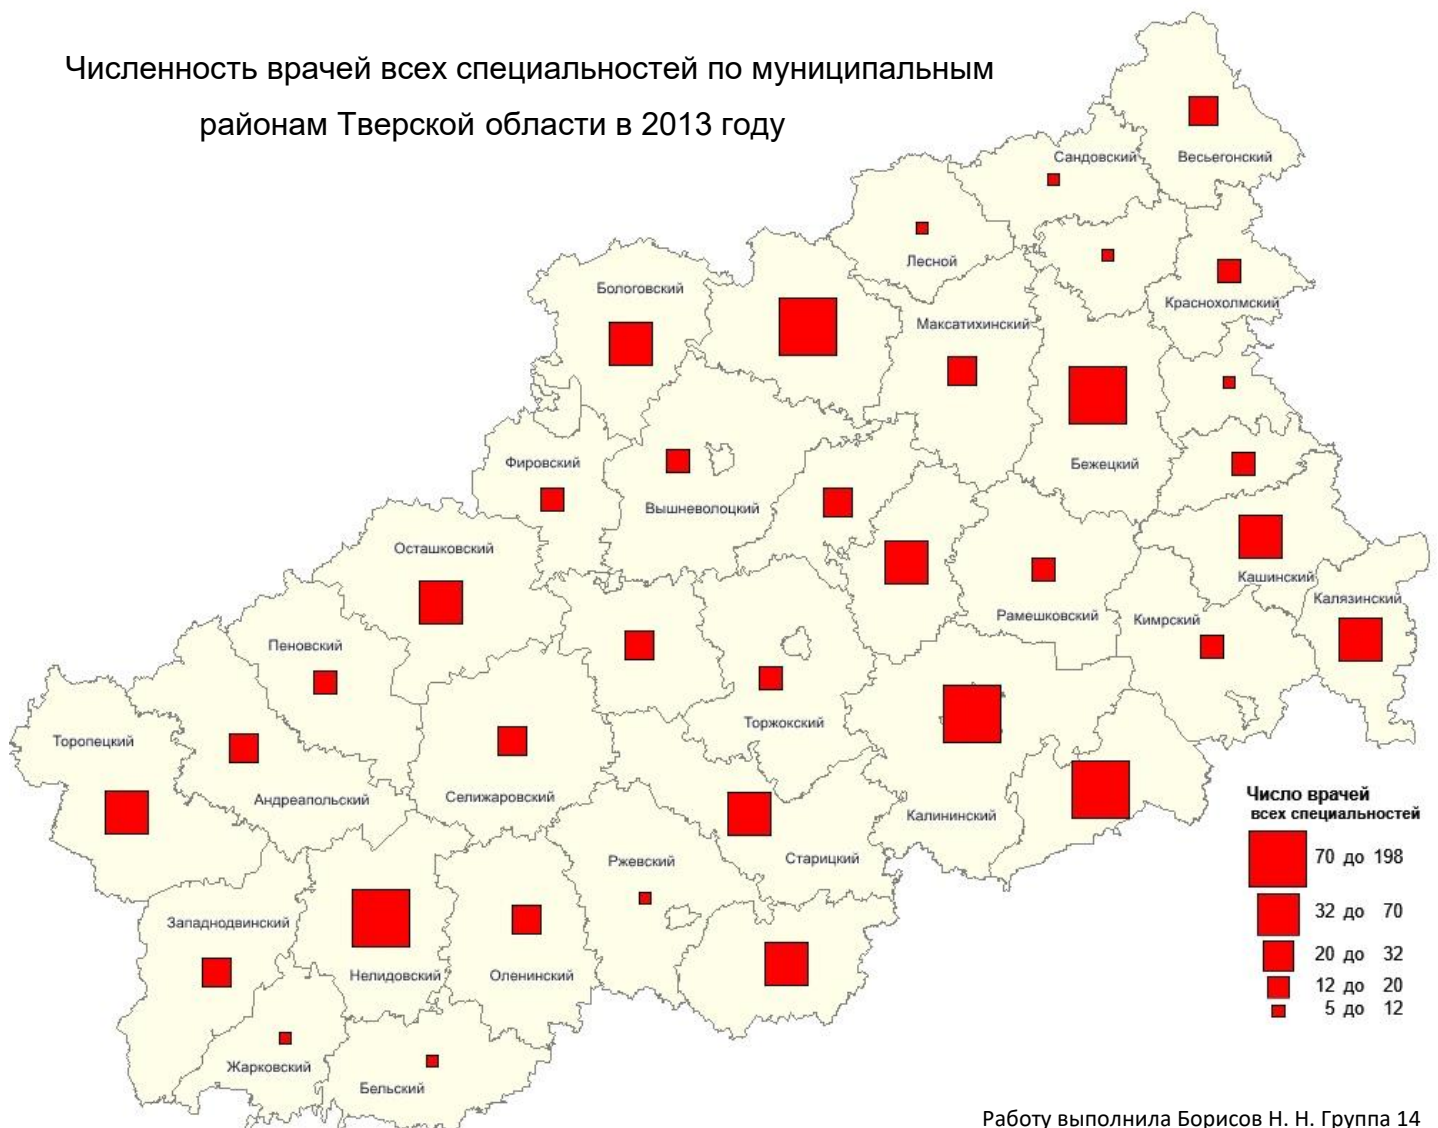 Численность врачей всех специальностей по муниципальным
районам Тверской области в 2013 году
Сандовский
Весьегонский
Лесной
Бологовский
Краснохолмский
Максатихинский
Фировский
Бежецкий
Вышневолоцкий
Осташковский
Кашинский
Калязинский
Рамешковский
Кимрский
Пеновский
Торжокский
Торопецкий
Андреапольский
Селижаровский
Калининский
Ржевский
Старицкий
Западнодвинский
Нелидовский
Оленинский
Жарковский
Бельский
Число врачей
всех специальностей
70 до 198
32 до 70
20 до 32
12 до 20
5 до 12
Работу выполнила Борисов Н. Н. Группа 14